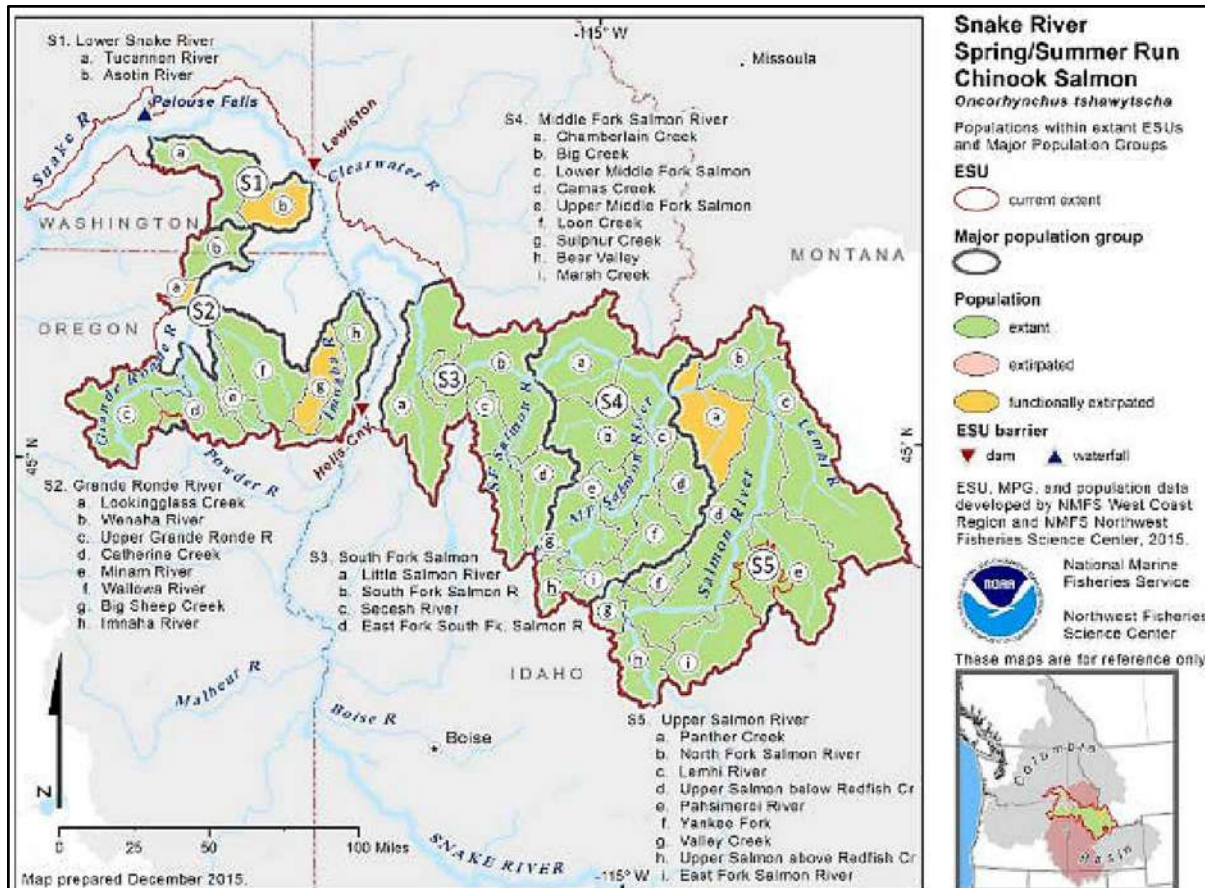 S1. Lower Snake River
a. Tucannon River
b. Asotin River
-115° W
Missoula
Palouse Falls
Lewiston
Snake R
Clearwater R
S4. Middle Fork Salmon River
a. Chamberlain Creek
b. Big Creek
c. Lower Middle Fork Salmon
d. Camas Creek
e. Upper Middle Fork Salmon
f. Loon Creek
g. Sulphur Creek
h. Bear Valley
i. Marsh Creek
a
S1
b
WASHINGTON
b
MONTANA
a
S2
OREGON
Grande Ronde R
c
d
e
f
g
h
Imnaha R
Hells Cny
S3
a
b
c
d
SF Salmon R
S4
a
b
c
d
e
f
g
h
i
MF Salmon River
S5
a
b
c
d
e
f
g
h
i
Lemhi R
Salmon River
45° N
45° N
Powder R
S2. Grande Ronde River
a. Lookingglass Creek
b. Wenaha River
c. Upper Grande Ronde R
d. Catherine Creek
e. Minam River
f. Wallowa River
g. Big Sheep Creek
h. Imnaha River
S3. South Fork Salmon
a. Little Salmon River
b. South Fork Salmon R
c. Secesh River
d. East Fork South Fk. Salmon R
IDAHO
Malheur R
Boise R
Boise
S5. Upper Salmon River
a. Panther Creek
b. North Fork Salmon River
c. Lemhi River
d. Upper Salmon below Redfish Cr
e. Pahsimeroi River
f. Yankee Fork
g. Valley Creek
h. Upper Salmon above Redfish Cr
i. East Fork Salmon River
-115° W
SNAKE RIVER
N
0 25 50 100 Miles
Map prepared December 2015.
Snake River
Spring/Summer Run
Chinook Salmon
Oncorhynchus tshawytscha
Populations within extant ESUs
and Major Population Groups
ESU
current extent
Major population group
Population
extant
extirpated
functionally extirpated
ESU barrier
dam waterfall
ESU, MPG, and population data
developed by NMFS West Coast
Region and NMFS Northwest
Fisheries Science Center, 2015.
NOAA
National Marine
Fisheries Service
Northwest Fisheries
Science Center
These maps are for reference only
Columbia
Basin